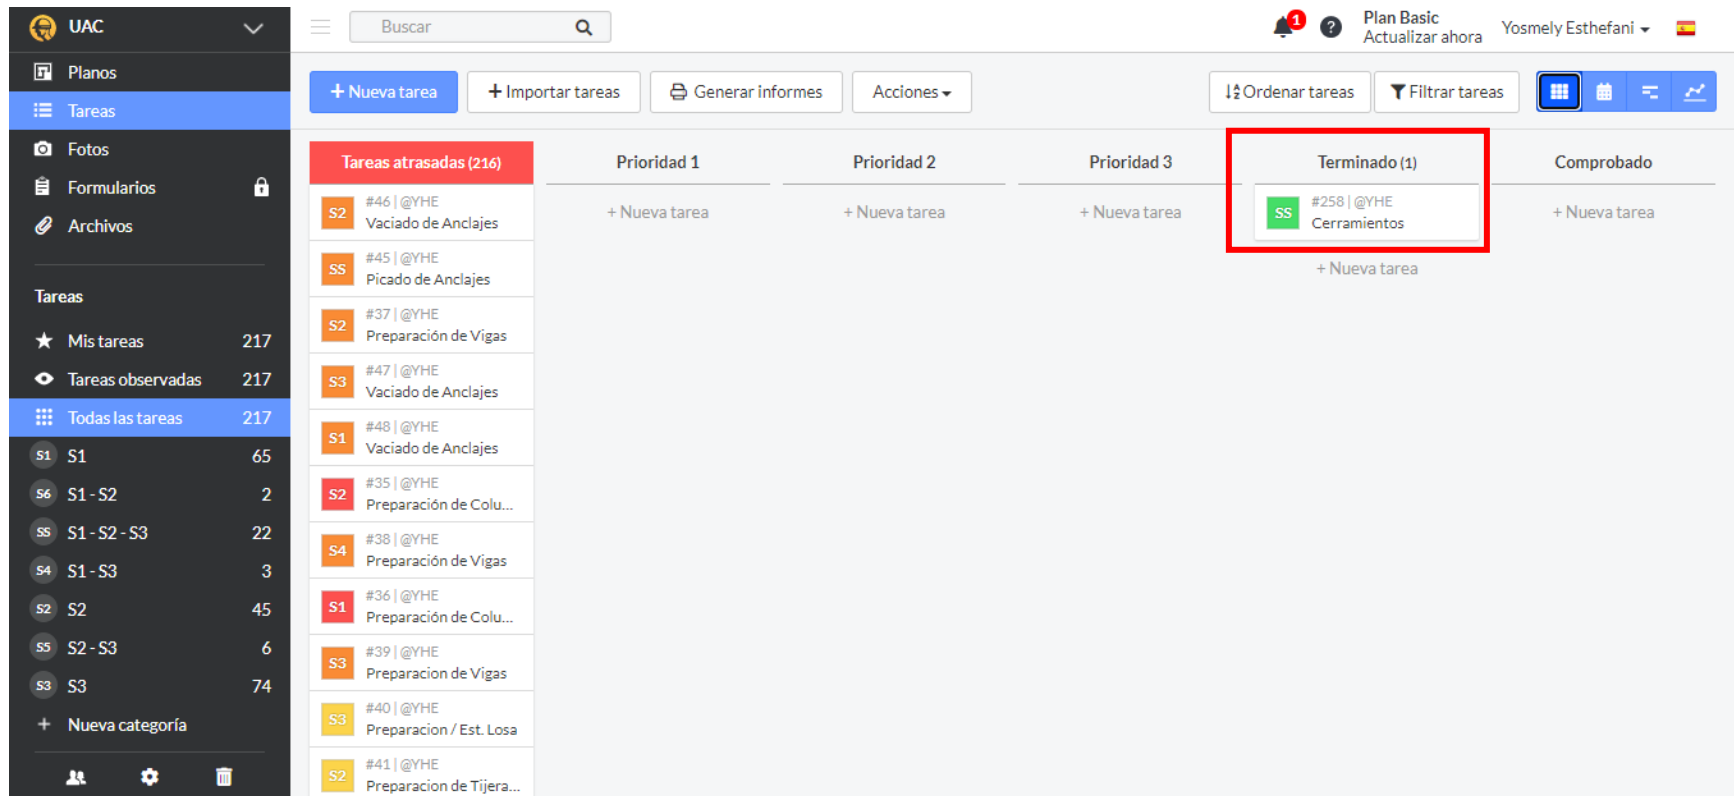 UAC
Buscar
1
?
Plan Basic
Actualizar ahora
Yosmely Esthefani
Planos
Tareas
Fotos
Formularios
Archivos
Tareas
Mis tareas 217
Tareas observadas 217
Todas las tareas 217
S1 S1 65
S6 S1 - S2 2
SS S1 - S2 - S3 22
S4 S1 - S3 3
S2 S2 45
S5 S2 - S3 6
S3 S3 74
+ Nueva categoría
+ Nueva tarea
+ Importar tareas
Generar informes
Acciones
Ordenar tareas
Filtrar tareas
Tareas atrasadas (216)
S2 #46 | @YHE
Vaciado de Anclajes
SS #45 | @YHE
Picado de Anclajes
S2 #37 | @YHE
Preparación de Vigas
S3 #47 | @YHE
Vaciado de Anclajes
S1 #48 | @YHE
Vaciado de Anclajes
S2 #35 | @YHE
Preparación de Colu...
S4 #38 | @YHE
Preparación de Vigas
S1 #36 | @YHE
Preparación de Colu...
S3 #39 | @YHE
Preparacion de Vigas
S3 #40 | @YHE
Preparacion / Est. Losa
S2 #41 | @YHE
Preparacion de Tijera...
Prioridad 1
+ Nueva tarea
Prioridad 2
+ Nueva tarea
Prioridad 3
+ Nueva tarea
Terminado (1)
SS #258 | @YHE
Cerramientos
+ Nueva tarea
Comprobado
+ Nueva tarea